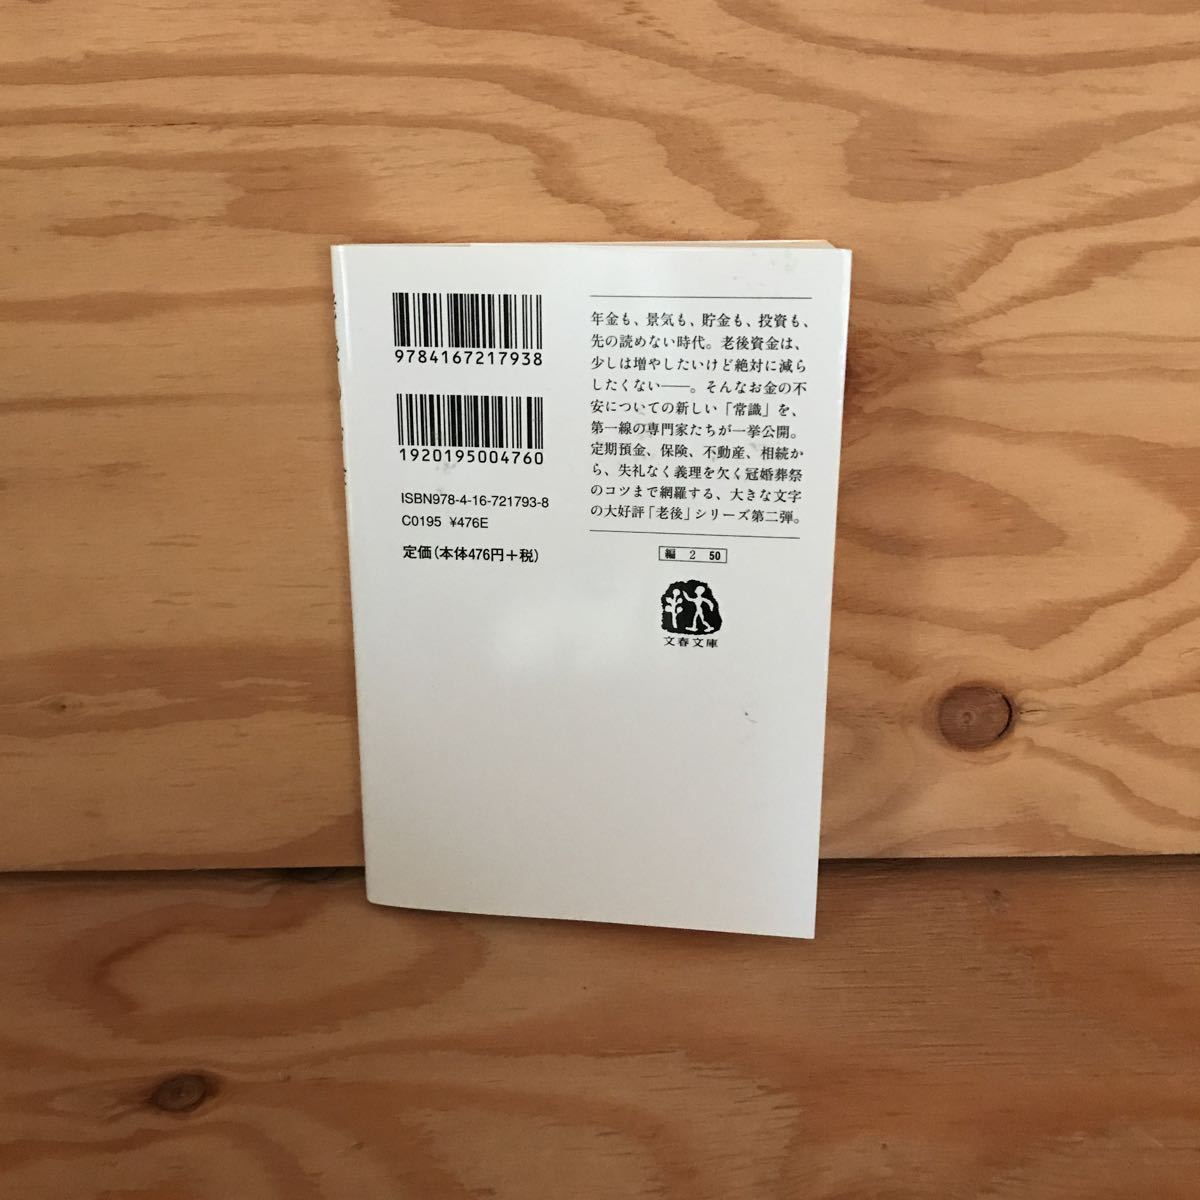 9784167217938
1920195004760
ISBN978-4-16-721793-8
C0195 ¥476E
定価(本体476円+税)
年金も、景気も、貯金も、投資も、
先の読めない時代。老後資金は、
少しは増やしたいけど絶対に減ら
したくない――。そんなお金の不
安についての新しい「常識」を、
第一線の専門家たちが一挙公開。
定期預金、保険、不動産、相続か
ら、失礼なく義理を欠く冠婚葬祭
のコツまで網羅する、大きな文字
の大好評「老後」シリーズ第二弾。
編 2 50
文春文庫